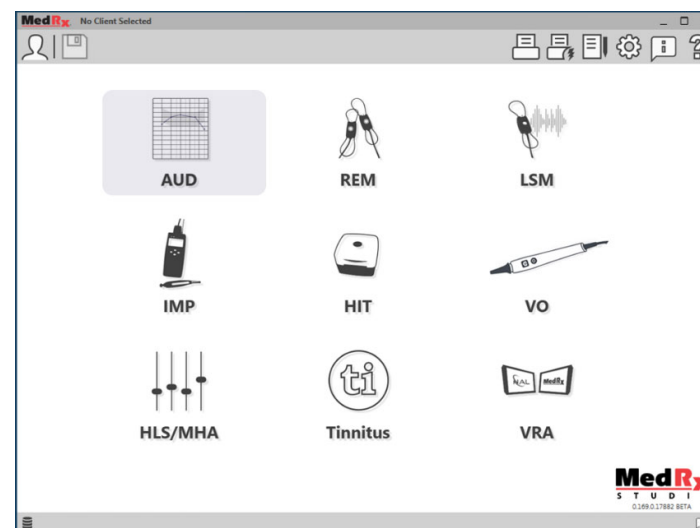 MedRx No Client Selected
AUD REM LSM
IMP HIT VO
HLS/MHA ti Tinnitus VRA
NAL MedRx
MedRx
STUDI
0.169.0.17882 BETA